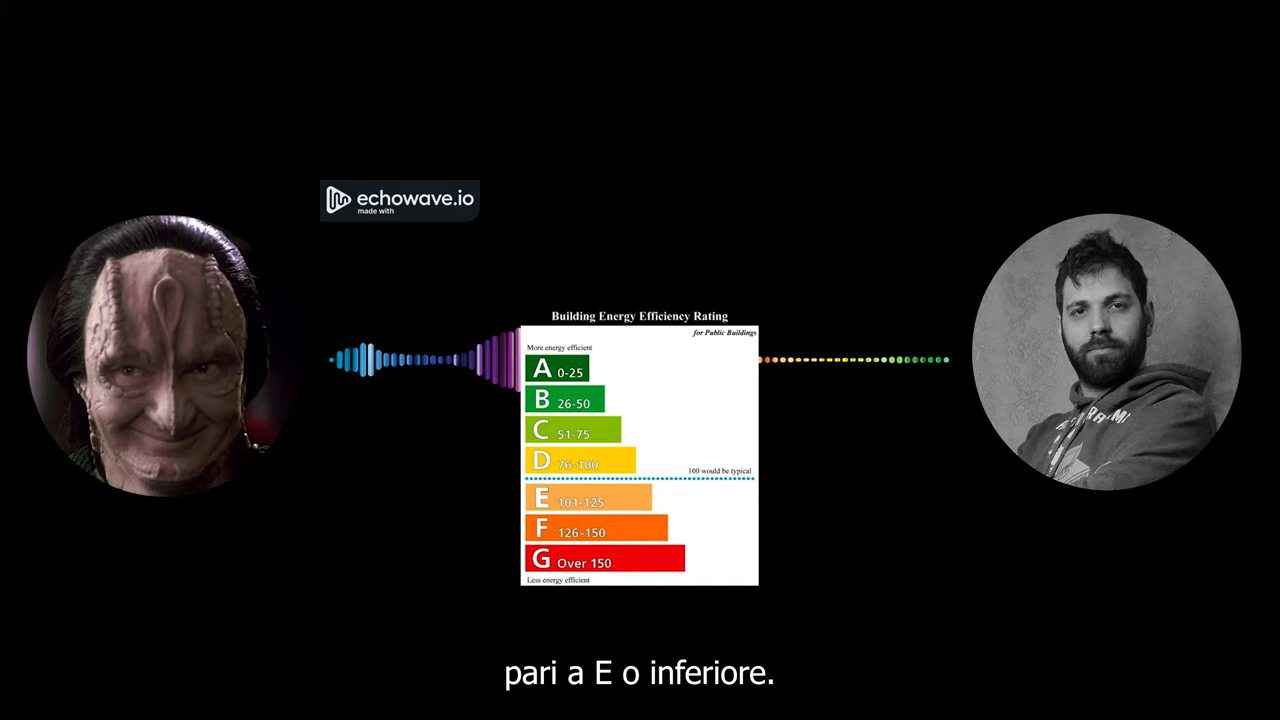 echowave.io
made with
Building Energy Efficiency Rating
for Public Buildings
More energy efficient
A 0-25
B 26-50
C 51-75
D 76-100
100 would be typical
E 101-125
F 126-150
G Over 150
Less energy efficient
pari a E o inferiore.